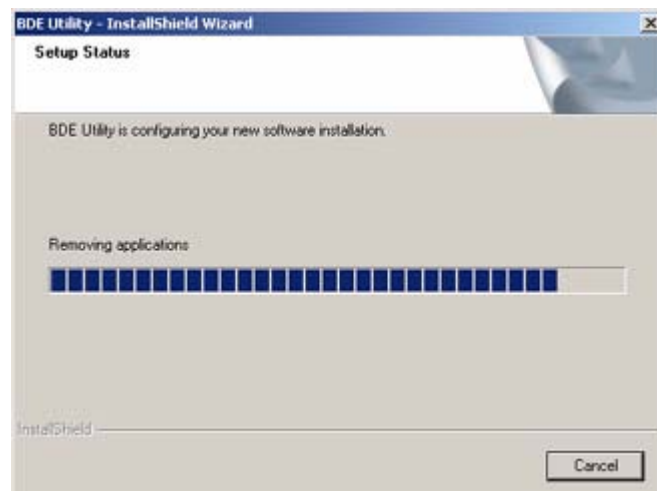 BDE Utility - InstallShield Wizard
Setup Status
BDE Utility is configuring your new software installation.
Removing applications
InstallShield
Cancel